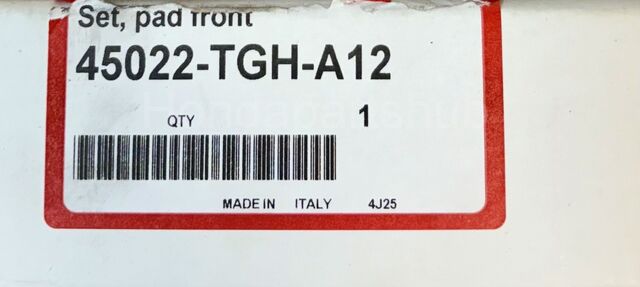 Set, pad front
45022-TGH-A12
QTY 1
MADE IN ITALY 4J25